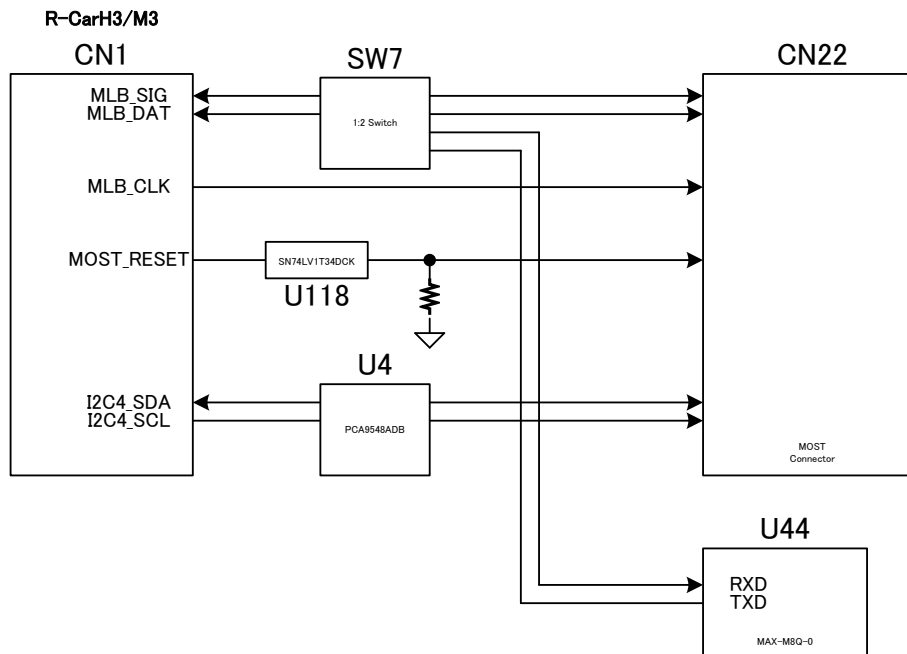 R-CarH3/M3
CN1
SW7
CN22
MLB_SIG
MLB_DAT
1:2 Switch
MLB_CLK
MOST_RESET
SN74LV1T34DCK
U118
U4
I2C4_SDA
I2C4_SCL
PCA9548ADB
MOST
Connector
U44
RXD
TXD
MAX-M8Q-0